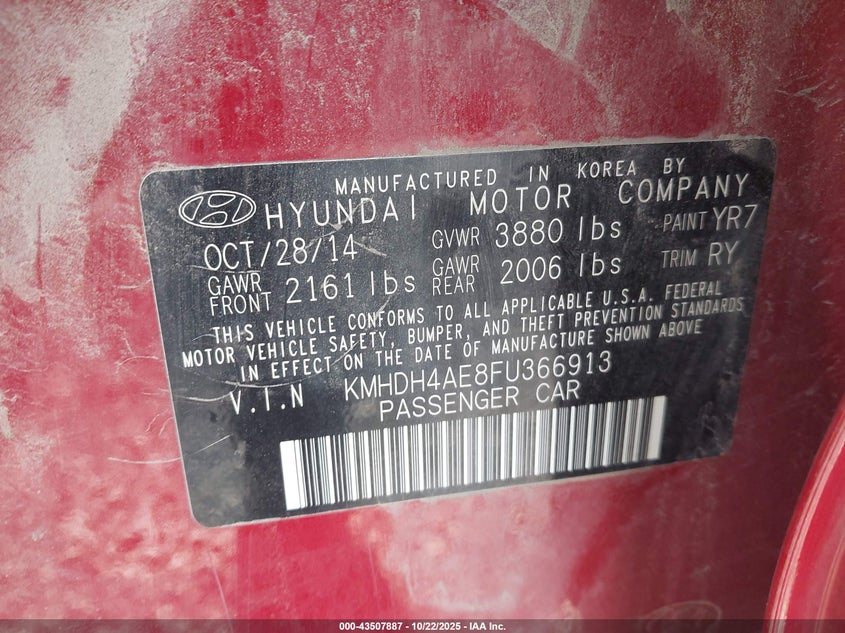 MANUFACTURED IN KOREA BY
HYUNDAI MOTOR COMPANY
OCT/28/14 GVWR 3880 lbs PAINT YR7
GAWR FRONT 2161 lbs GAWR REAR 2006 lbs TRIM RY
THIS VEHICLE CONFORMS TO ALL APPLICABLE U.S.A. FEDERAL
MOTOR VEHICLE SAFETY, BUMPER, AND THEFT PREVENTION STANDARDS
IN EFFECT ON THE DATE OF MANUFACTURE SHOWN ABOVE
V.I.N KMHDH4AE8FU366913
PASSENGER CAR
000-43507887 - 10/22/2025 - IAA Inc.